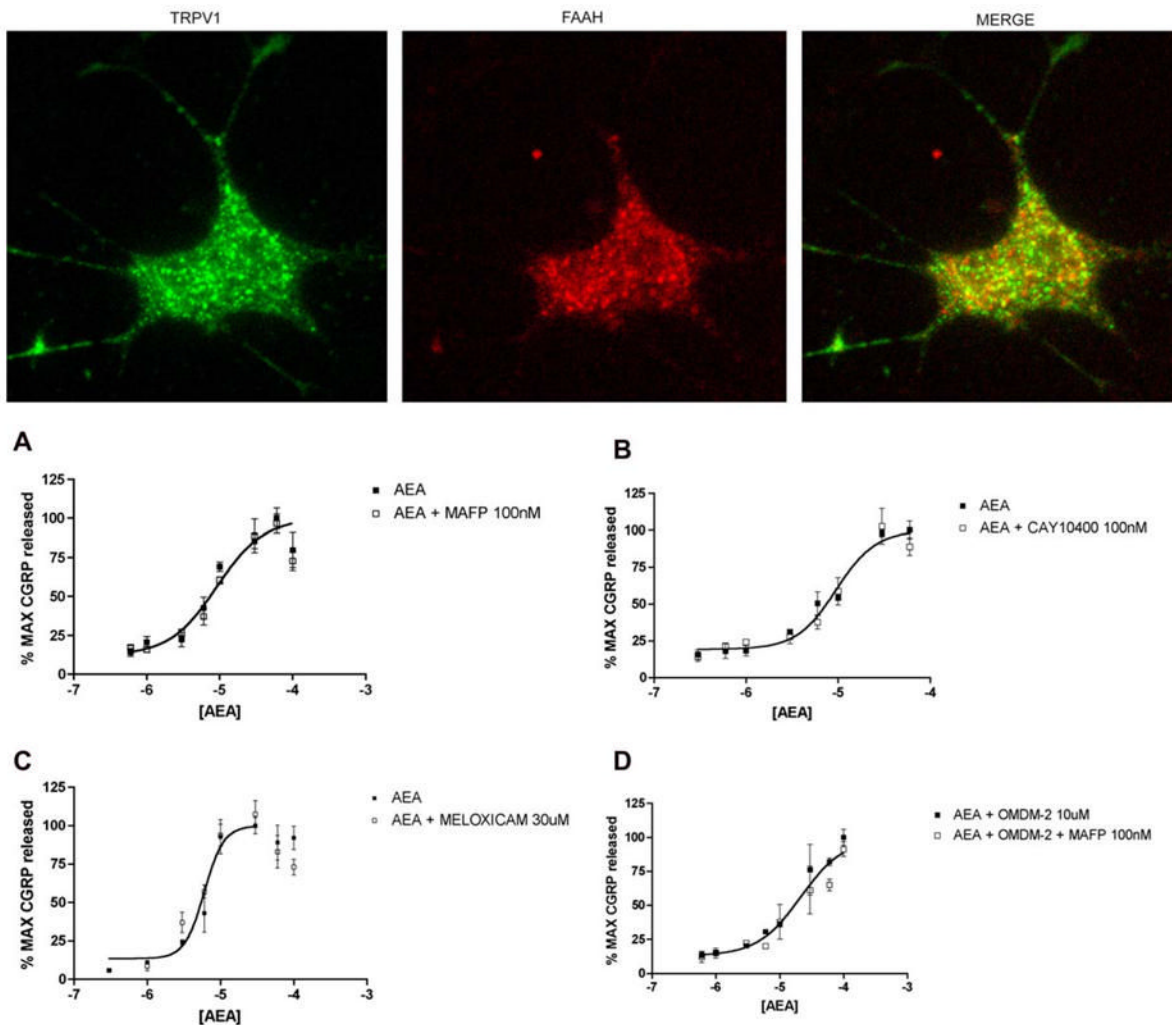 TRPV1 FAAH MERGE
A
% MAX CGRP released
125
100
75
50
25
0
-7 -6 -5 -4 -3
[AEA]
AEA
AEA + MAFP 100nM
B
% MAX CGRP released
125
100
75
50
25
0
-7 -6 -5 -4
[AEA]
AEA
AEA + CAY10400 100nM
C
% MAX CGRP released
125
100
75
50
25
0
-7 -6 -5 -4 -3
[AEA]
AEA
AEA + MELOXICAM 30uM
D
% MAX CGRP released
125
100
75
50
25
0
-7 -6 -5 -4 -3
[AEA]
AEA + OMDM-2 10uM
AEA + OMDM-2 + MAFP 100nM